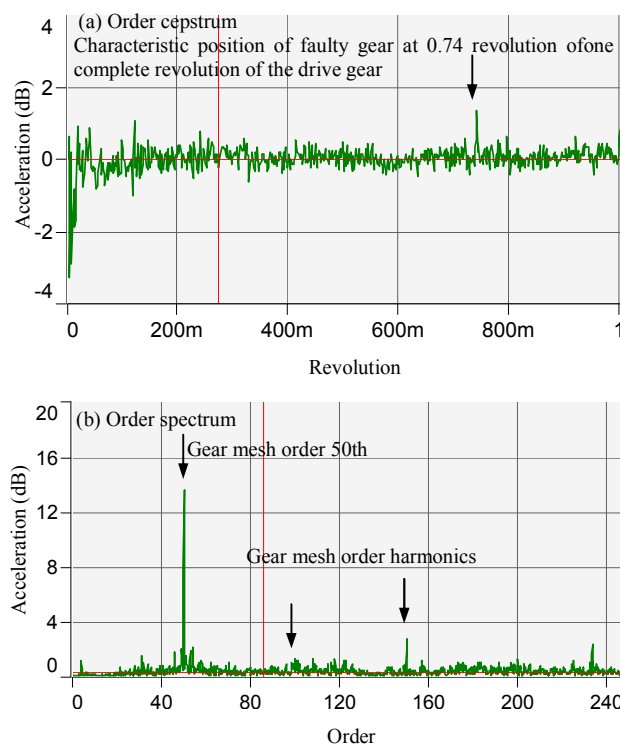 (a) Order cepstrum
Characteristic position of faulty gear at 0.74 revolution ofone
complete revolution of the drive gear
Acceleration (dB)
4
2
0
-2
-4
0 200m 400m 600m 800m 1
Revolution
(b) Order spectrum
Gear mesh order 50th
Gear mesh order harmonics
Acceleration (dB)
20
16
12
8
4
0
0 40 80 120 160 200 240
Order